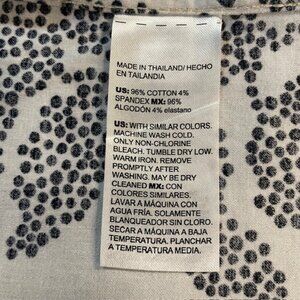 MADE IN THAILAND/ HECHO
EN TAILANDIA
US: 96% COTTON 4%
SPANDEX MX: 96%
ALGODÓN 4% elastano
US: WITH SIMILAR COLORS.
MACHINE WASH COLD.
ONLY NON-CHLORINE
BLEACH. TUMBLE DRY LOW.
WARM IRON. REMOVE
PROMPTLY AFTER
WASHING. MAY BE DRY
CLEANED MX: CON
COLORES SIMILARES.
LAVAR A MÁQUINA CON
AGUA FRÍA. SOLAMENTE
BLANQUEADOR SIN CLORO.
SECAR A MÁQUINA A BAJA
TEMPERATURA. PLANCHAR
A TEMPERATURA MEDIA.